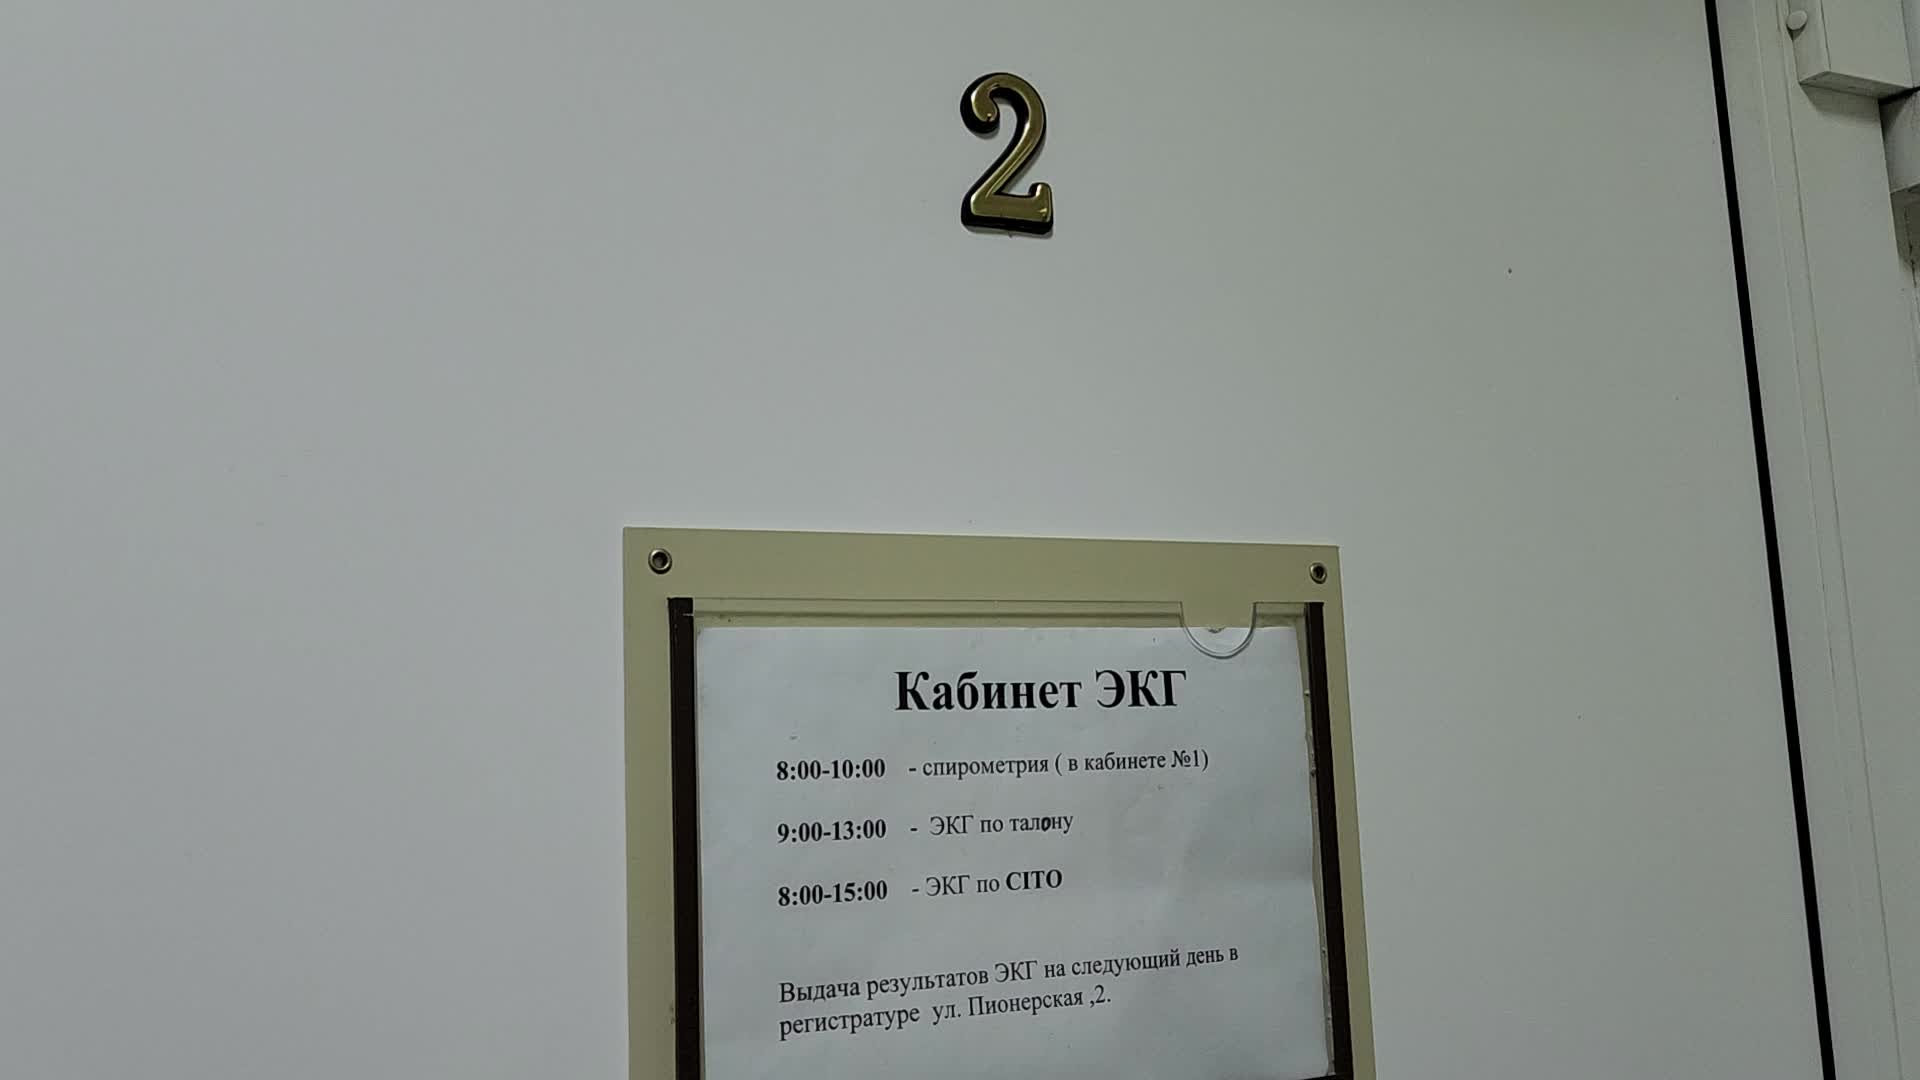 2
Кабинет ЭКГ
8:00-10:00 - спирометрия ( в кабинете №1)
9:00-13:00 - ЭКГ по талону
8:00-15:00 - ЭКГ по CITO
Выдача результатов ЭКГ на следующий день в
регистратуре ул. Пионерская ,2.